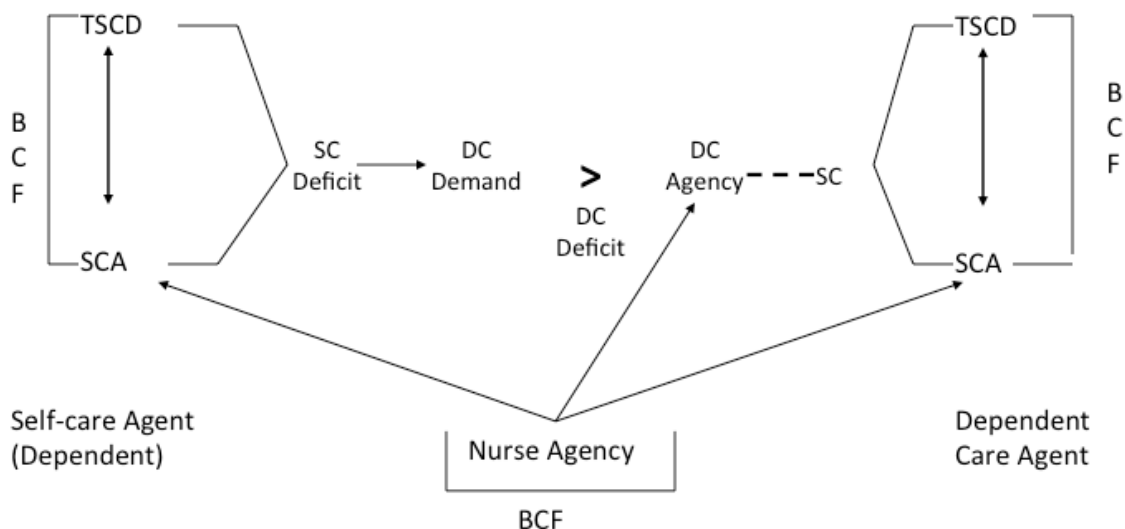 TSCD
TSCD
B
C
F
B
C
F
SC
Deficit
DC
Demand
>
DC
Deficit
DC
Agency
SC
SCA
SCA
Self-care Agent
(Dependent)
Nurse Agency
BCF
Dependent
Care Agent